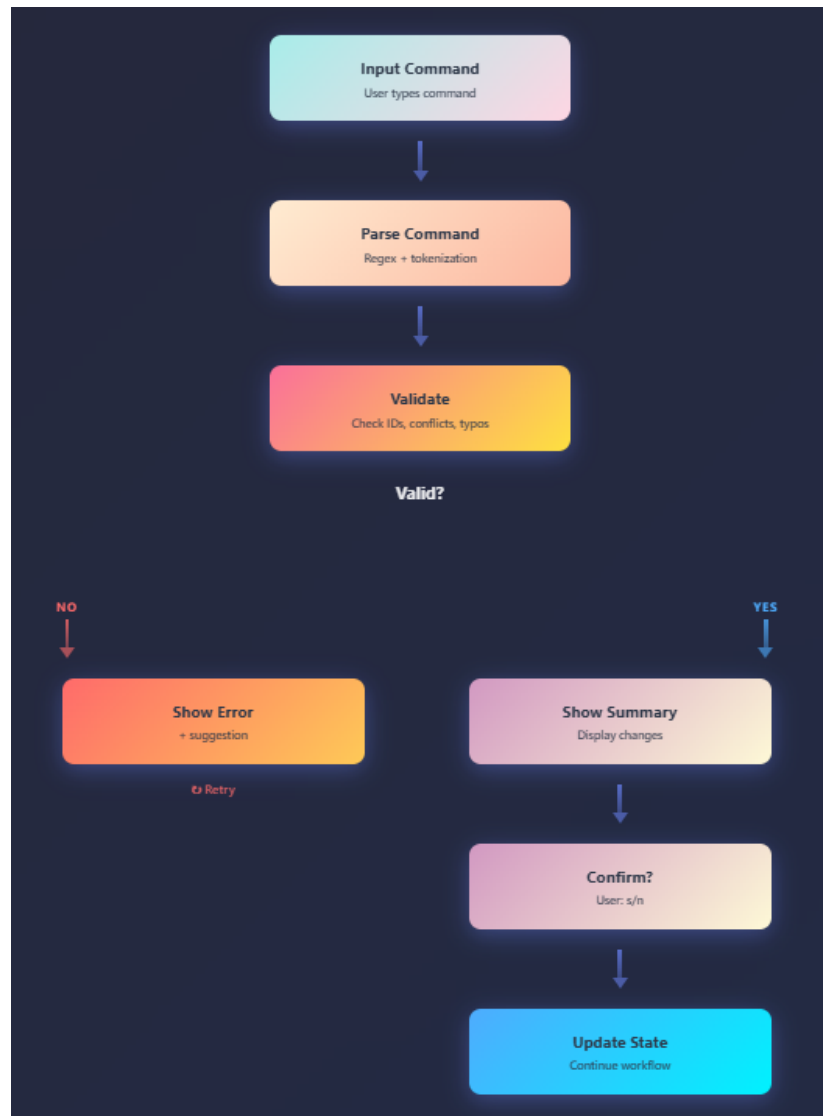 Input Command
User types command
Parse Command
Regex + tokenization
Validate
Check IDs, conflicts, typos
Valid?
NO
YES
Show Error
+ suggestion
↻ Retry
Show Summary
Display changes
Confirm?
User: s/n
Update State
Continue workflow